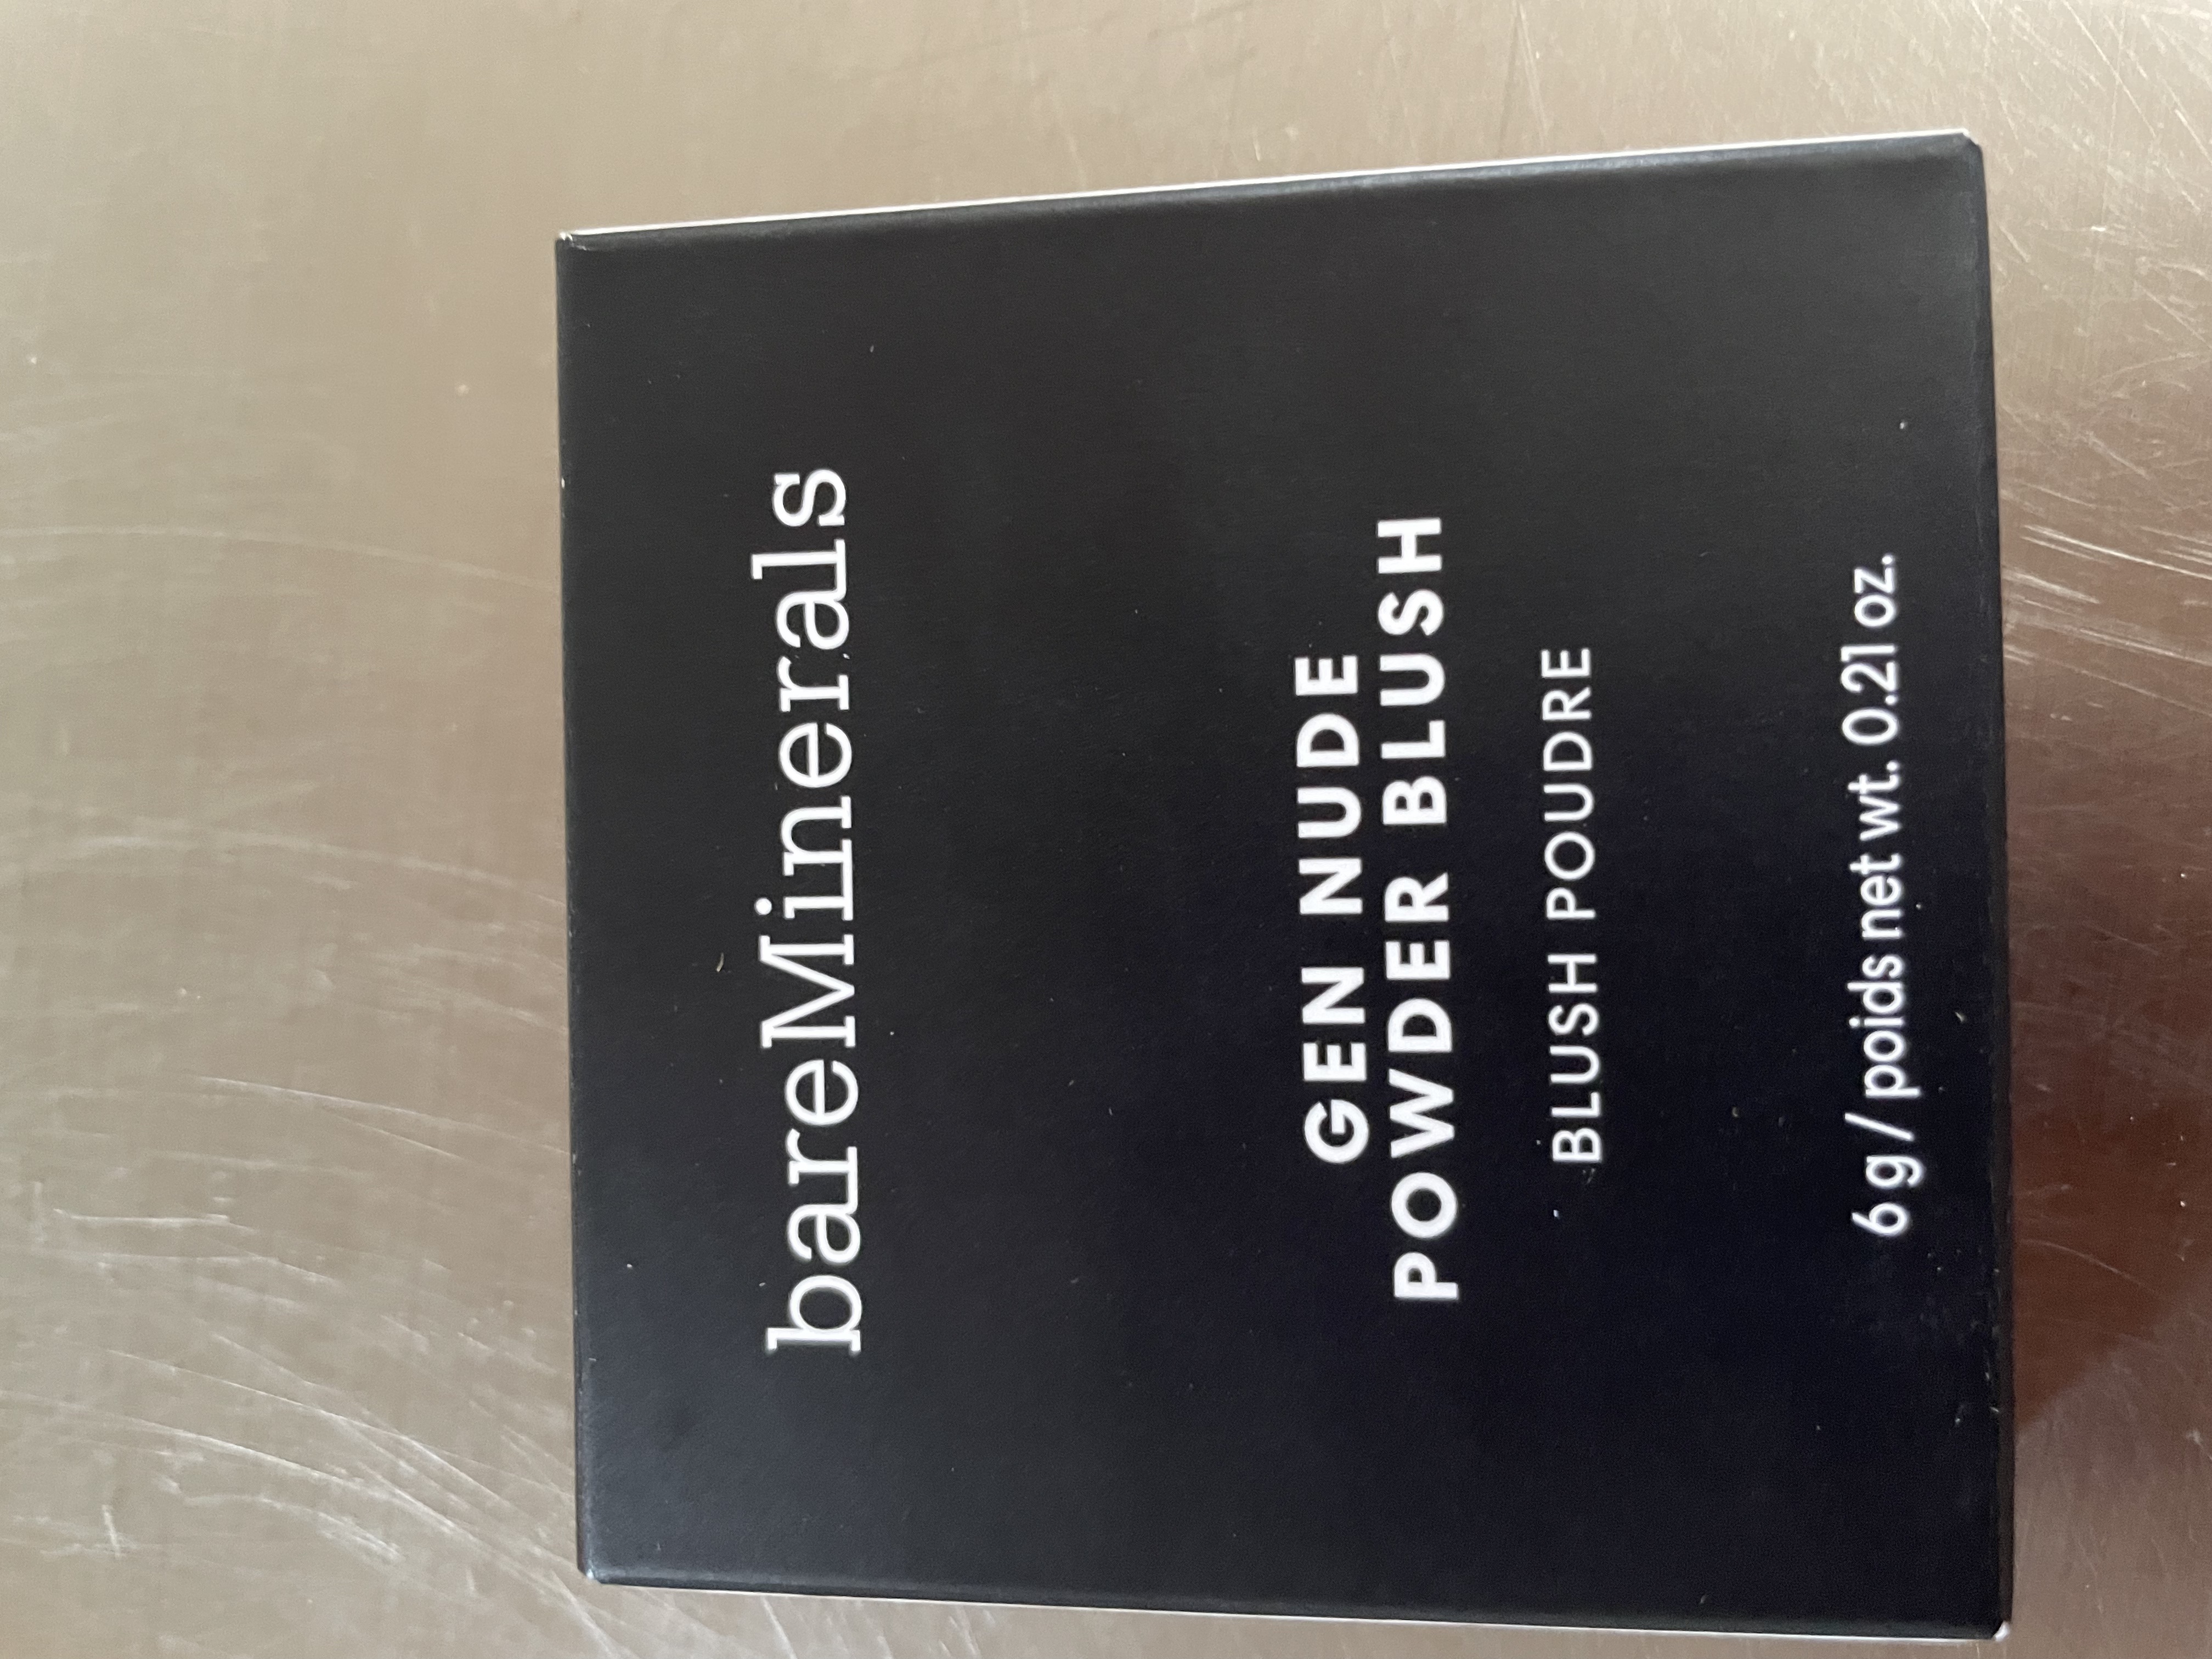 bareMinerals
GEN NUDE
POWDER BLUSH
BLUSH POUDRE
6 g / poids net wt. 0.21 oz.